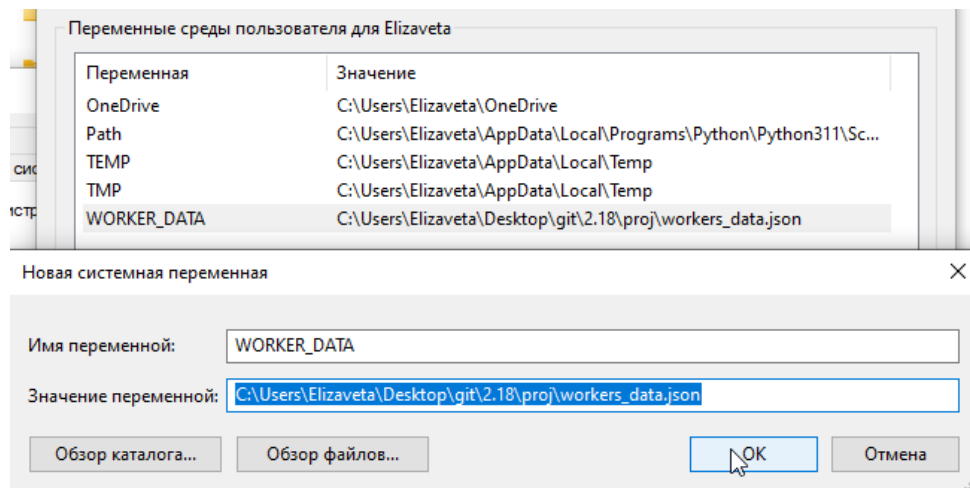 Переменные среды пользователя для Elizaveta
Переменная Значение
OneDrive C:\Users\Elizaveta\OneDrive
Path C:\Users\Elizaveta\AppData\Local\Programs\Python\Python311\Sc...
TEMP C:\Users\Elizaveta\AppData\Local\Temp
сис
TMP C:\Users\Elizaveta\AppData\Local\Temp
истр
WORKER_DATA C:\Users\Elizaveta\Desktop\git\2.18\proj\workers_data.json
Новая системная переменная
Имя переменной: WORKER_DATA
Значение переменной: C:\Users\Elizaveta\Desktop\git\2.18\proj\workers_data.json
Обзор каталога... Обзор файлов... OK Отмена